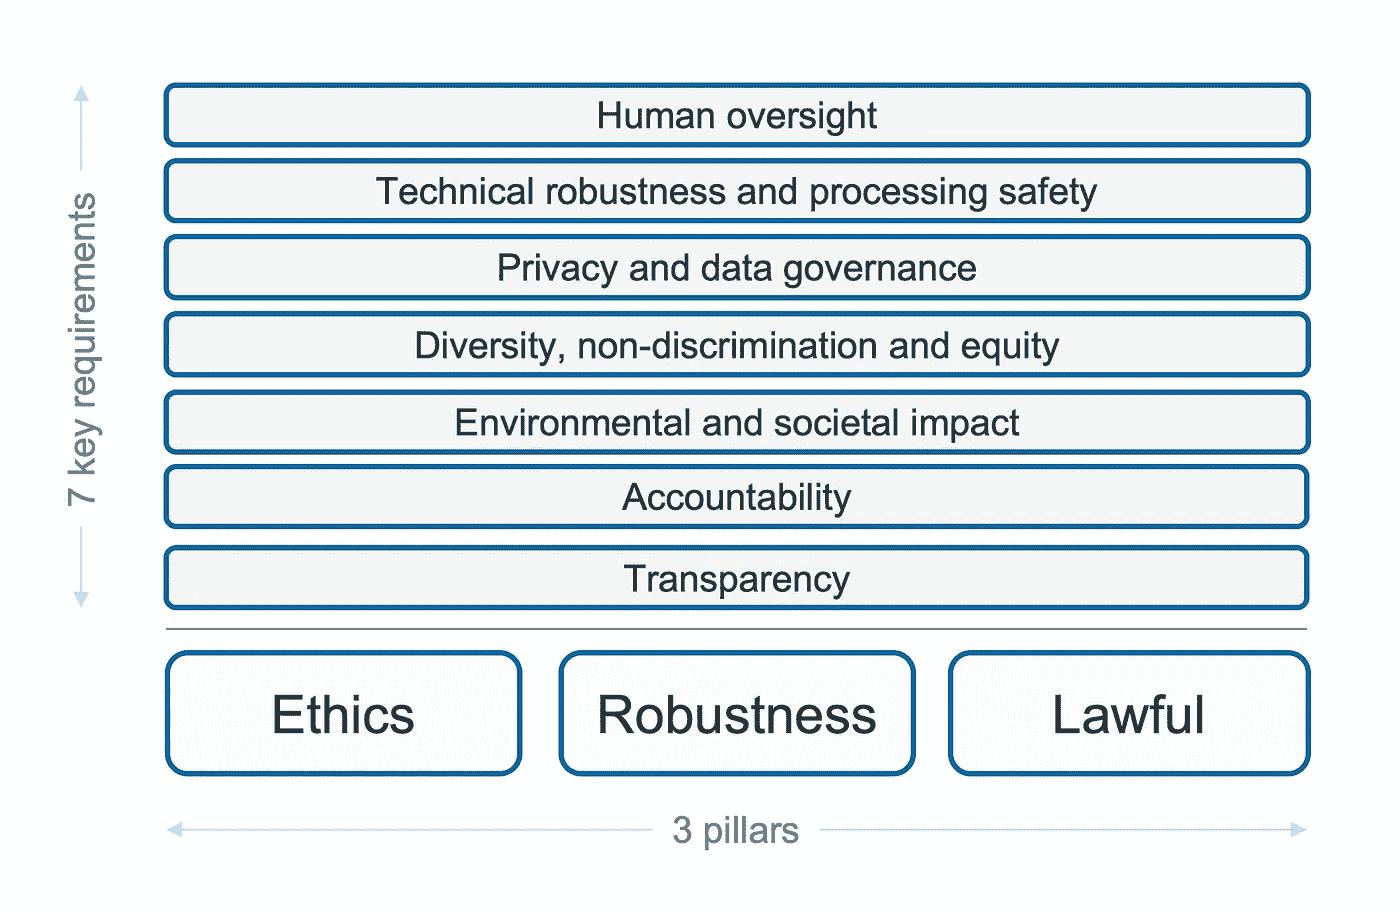 7 key requirements
Human oversight
Technical robustness and processing safety
Privacy and data governance
Diversity, non-discrimination and equity
Environmental and societal impact
Accountability
Transparency
Ethics
Robustness
Lawful
3 pillars